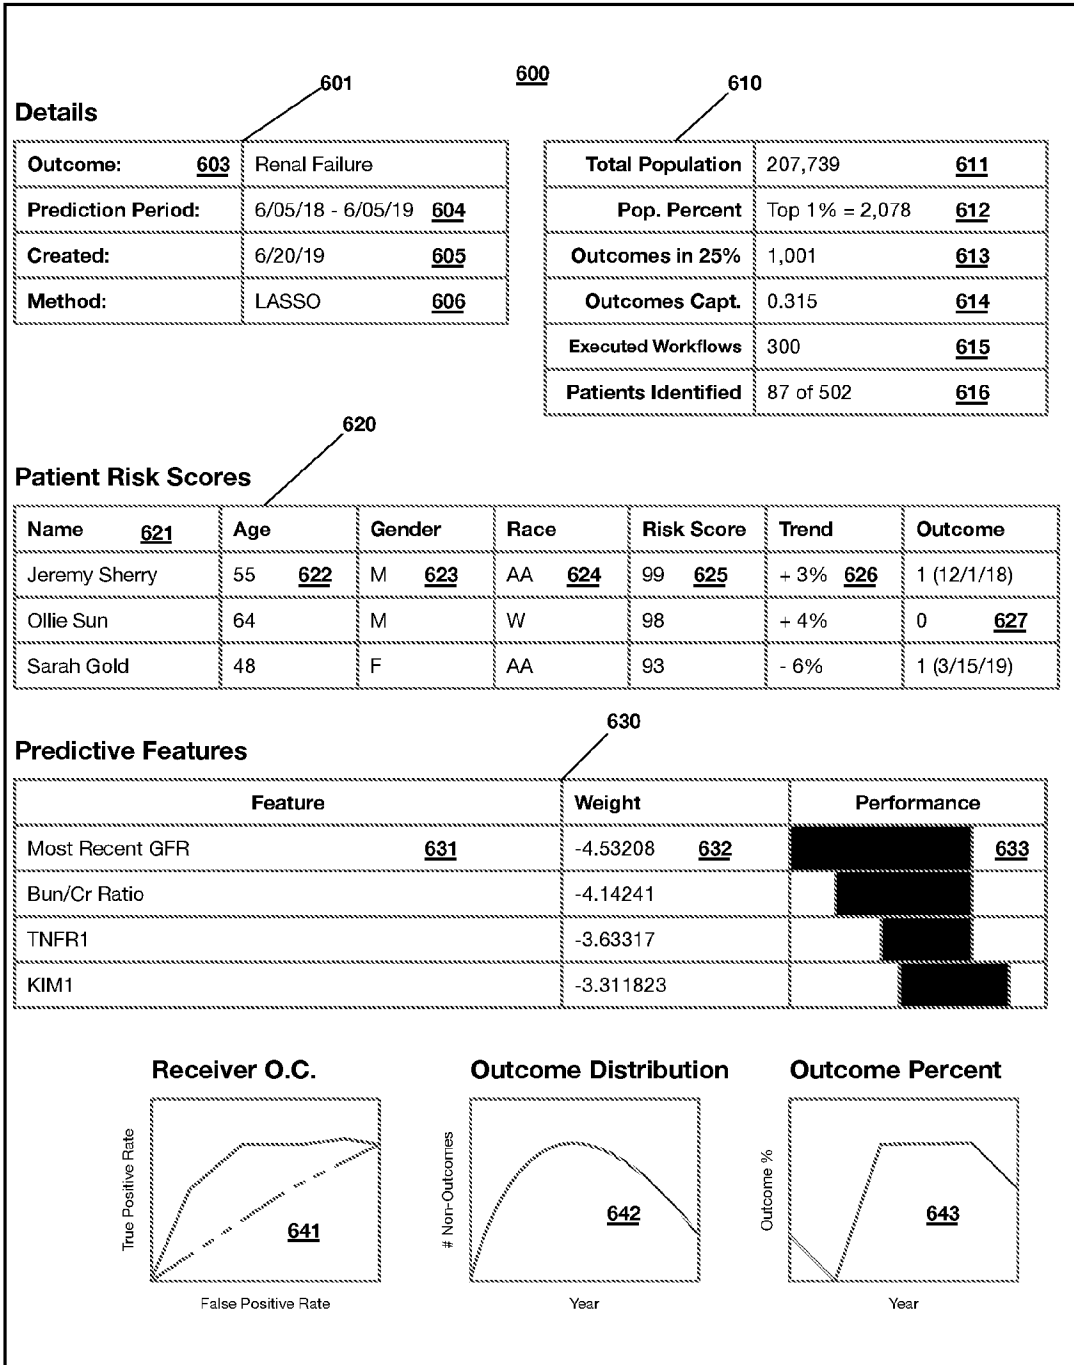 600
601
610
Details
Outcome: 603 Renal Failure
Prediction Period: 6/05/18 - 6/05/19 604
Created: 6/20/19 605
Method: LASSO 606
Total Population 207,739 611
Pop. Percent Top 1% = 2,078 612
Outcomes in 25% 1,001 613
Outcomes Capt. 0.315 614
Executed Workflows 300 615
Patients Identified 87 of 502 616
620
Patient Risk Scores
Name 621 Age Gender Race Risk Score Trend Outcome
Jeremy Sherry 55 622 M 623 AA 624 99 625 + 3% 626 1 (12/1/18)
Ollie Sun 64 M W 98 + 4% 0 627
Sarah Gold 48 F AA 93 - 6% 1 (3/15/19)
630
Predictive Features
Feature Weight Performance
Most Recent GFR 631 -4.53208 632 633
Bun/Cr Ratio -4.14241
TNFR1 -3.63317
KIM1 -3.311823
Receiver O.C.
True Positive Rate
641
False Positive Rate
Outcome Distribution
# Non-Outcomes
642
Year
Outcome Percent
Outcome %
643
Year